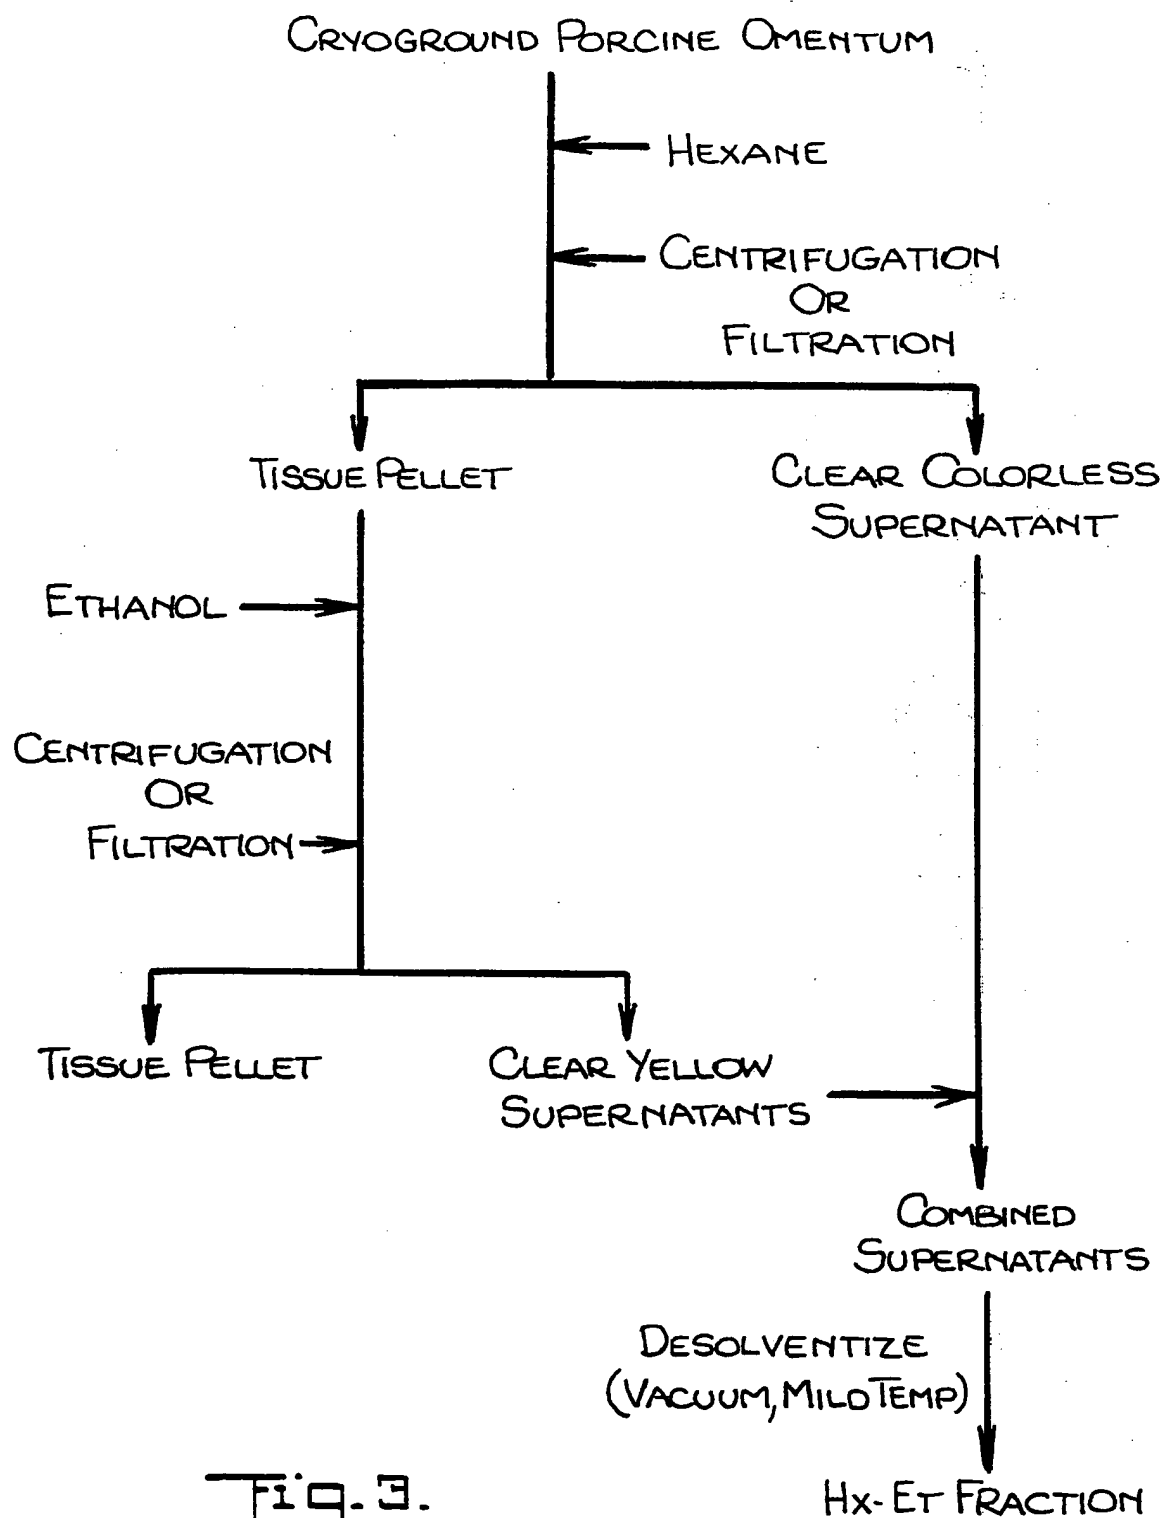 CRYOGROUND PORCINE OMENTUM
HEXANE
CENTRIFUGATION
OR
FILTRATION
TISSUE PELLET
CLEAR COLORLESS
SUPERNATANT
ETHANOL
CENTRIFUGATION
OR
FILTRATION
TISSUE PELLET
CLEAR YELLOW
SUPERNATANTS
COMBINED
SUPERNATANTS
DESOLVENTIZE
(VACUUM, MILD TEMP)
HX-ET FRACTION
Fig. 3.